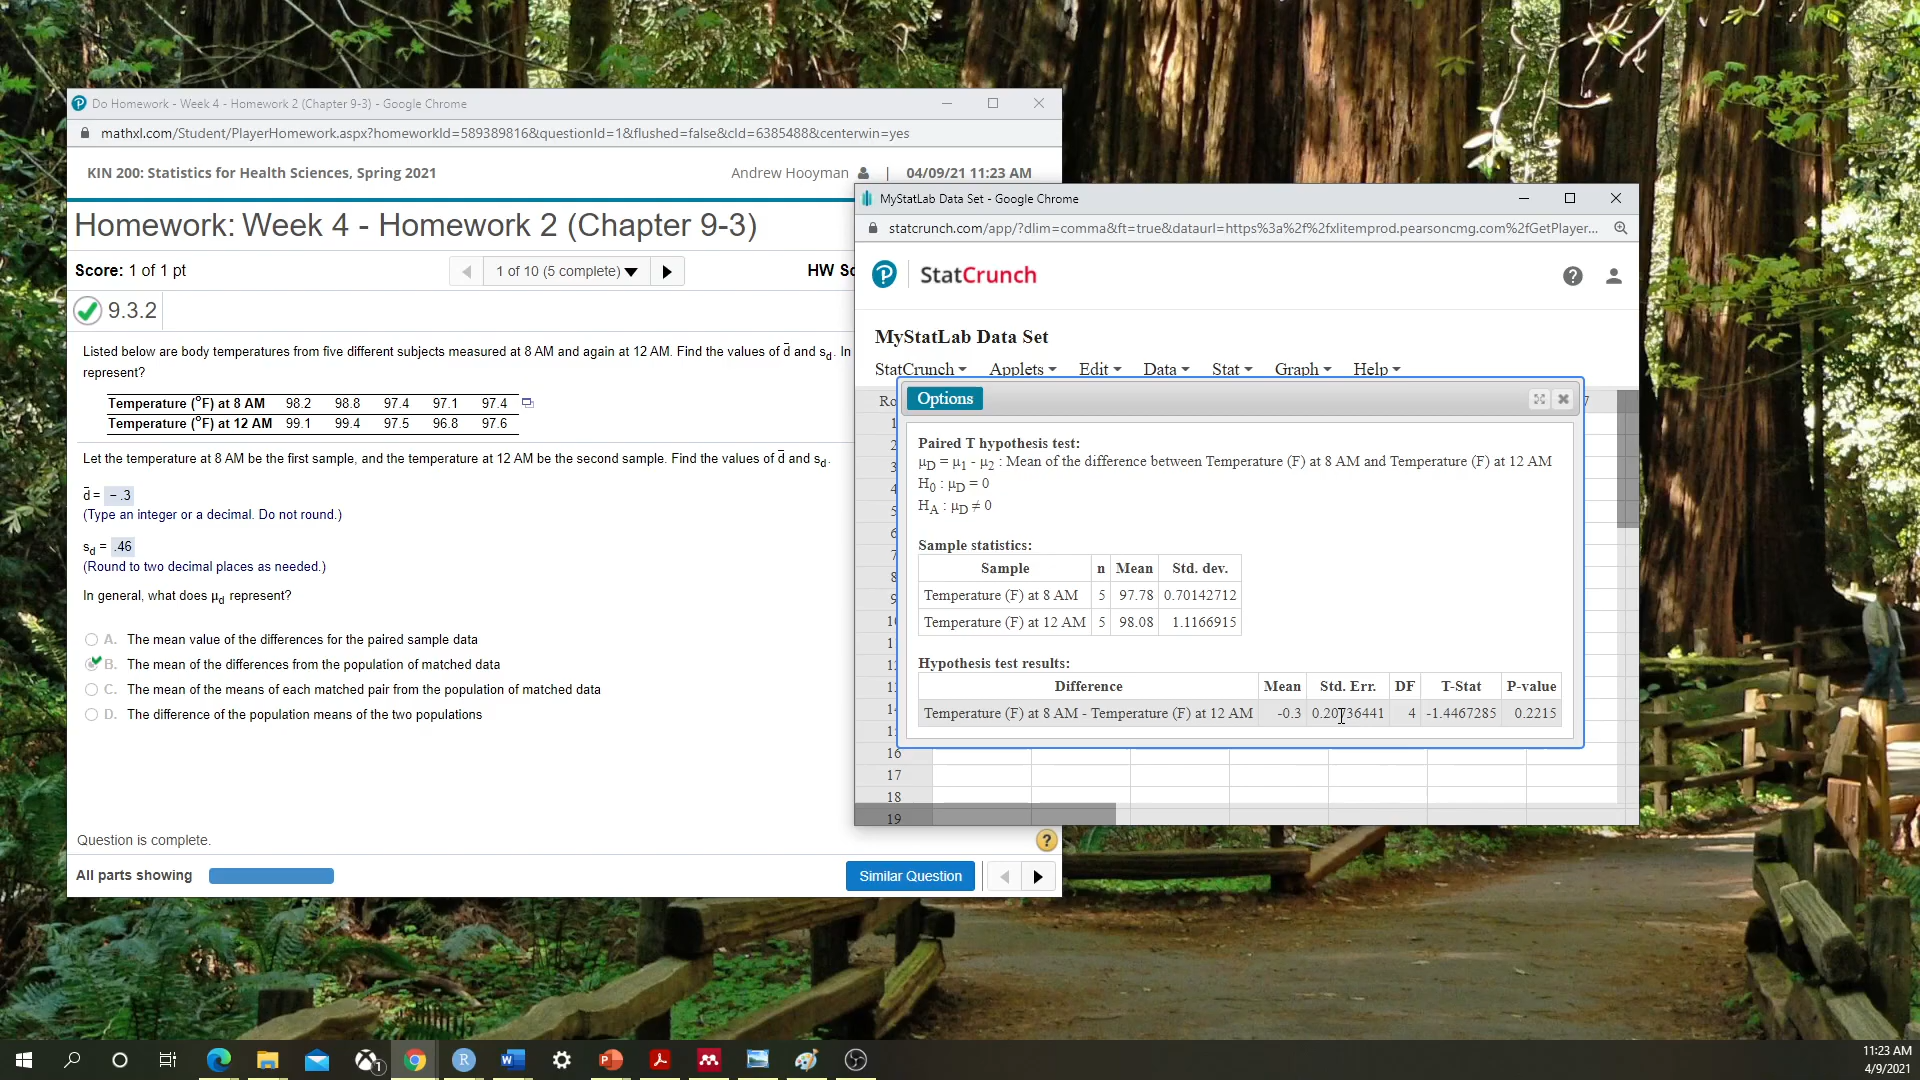 Do Homework - Week 4 - Homework 2 (Chapter 9-3) - Google Chrome
mathxl.com/Student/PlayerHomework.aspx?homeworkId=589389816&questionId=1&flushed=false&cId=6385488&centerwin=yes
KIN 200: Statistics for Health Sciences, Spring 2021
Andrew Hooyman | 04/09/21 11:23 AM
Homework: Week 4 - Homework 2 (Chapter 9-3)
Score: 1 of 1 pt
1 of 10 (5 complete)
HW Sc
9.3.2
Listed below are body temperatures from five different subjects measured at 8 AM and again at 12 AM. Find the values of d̄ and sd. In
represent?
Temperature (°F) at 8 AM 98.2 98.8 97.4 97.1 97.4
Temperature (°F) at 12 AM 99.1 99.4 97.5 96.8 97.6
Let the temperature at 8 AM be the first sample, and the temperature at 12 AM be the second sample. Find the values of d̄ and sd.
d̄ = - .3
(Type an integer or a decimal. Do not round.)
sd = .46
(Round to two decimal places as needed.)
In general, what does μd represent?
A. The mean value of the differences for the paired sample data
B. The mean of the differences from the population of matched data
C. The mean of the means of each matched pair from the population of matched data
D. The difference of the population means of the two populations
Question is complete.
?
All parts showing
Similar Question
MyStatLab Data Set - Google Chrome
statcrunch.com/app/?dlim=comma&ft=true&dataurl=https%3a%2f%2fxlitemprod.pearsoncmg.com%2fGetPlayer...
P StatCrunch
?
MyStatLab Data Set
StatCrunch Applets Edit Data Stat Graph Help
Ro
7
Options
Paired T hypothesis test:
μD = μ1 - μ2 : Mean of the difference between Temperature (F) at 8 AM and Temperature (F) at 12 AM
H0 : μD = 0
HA : μD ≠ 0
Sample statistics:
Sample n Mean Std. dev.
Temperature (F) at 8 AM 5 97.78 0.70142712
Temperature (F) at 12 AM 5 98.08 1.1166915
Hypothesis test results:
Difference Mean Std. Err. DF T-Stat P-value
Temperature (F) at 8 AM - Temperature (F) at 12 AM -0.3 0.20736441 4 -1.4467285 0.2215
16
17
18
19
11:23 AM
4/9/2021